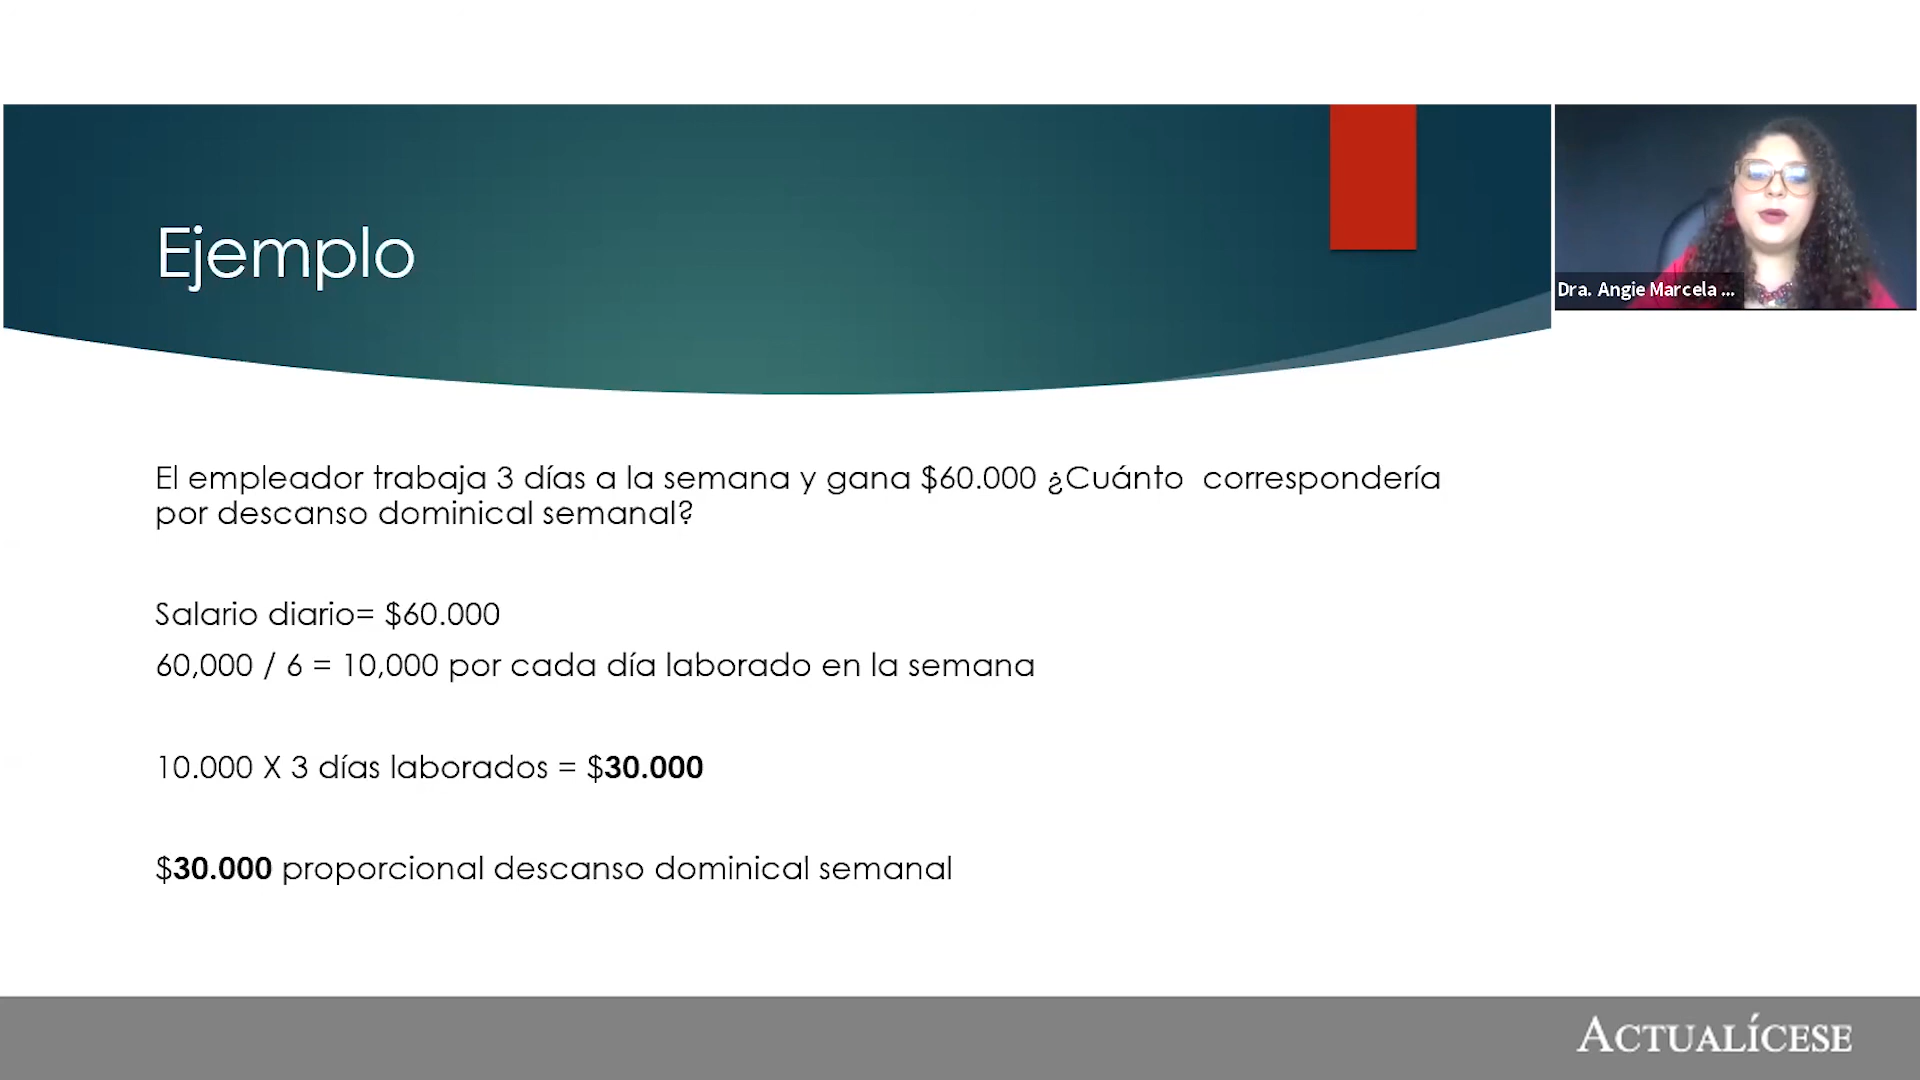 Ejemplo
Dra. Angie Marcela ...
El empleador trabaja 3 días a la semana y gana $60.000 ¿Cuánto  correspondería
por descanso dominical semanal?
Salario diario= $60.000
60,000 / 6 = 10,000 por cada día laborado en la semana
10.000 X 3 días laborados = $30.000
$30.000 proporcional descanso dominical semanal
ACTUALÍCESE